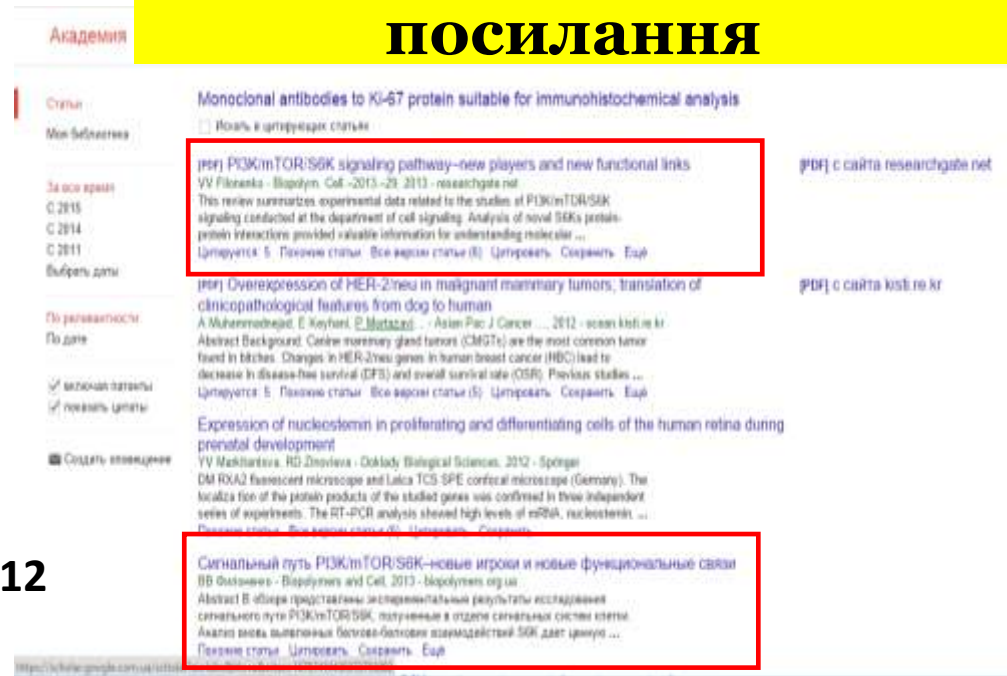 посилання
Академия
Статьи
Моя библиотека
За все время
С 2015
С 2014
С 2011
Выбрать даты
По релевантности
По дате
включая патенты
показать цитаты
Создать оповещение
Monoclonal antibodies to Ki-67 protein suitable for immunohistochemical analysis
Искать в цитирующих статьях
[PDF] PI3K/mTOR/S6K signaling pathway–new players and new functional links
[PDF] с сайта researchgate.net
VV Filonenko - Biopolym. Cell.-2013.-29, 2013 - researchgate.net
This review summarizes experimental data related to the studies of PI3K/mTOR/S6K
signaling conducted at the department of cell signaling. Analysis of novel S6Ks protein-
protein interactions provided valuable information for understanding molecular ...
Цитируется: 5 Похожие статьи Все версии статьи (6) Цитировать Сохранить Ещё
[PDF] Overexpression of HER-2/neu in malignant mammary tumors; translation of
clinicopathological features from dog to human
[PDF] с сайта kisti.re.kr
A Muhammadnejad, E Keyhani, P Mortazavi... - Asian Pac J Cancer ..., 2012 - ocean.kisti.re.kr
Abstract Background: Canine mammary gland tumors (CMGTs) are the most common tumor
found in bitches. Changes in HER-2/neu genes in human breast cancer (HBC) lead to
decrease in disease-free survival (DFS) and overall survival rate (OSR). Previous studies ...
Цитируется: 5 Похожие статьи Все версии статьи (5) Цитировать Сохранить Ещё
Expression of nucleostemin in proliferating and differentiating cells of the human retina during
prenatal development
YV Markitantova, RD Zinovieva - Doklady Biological Sciences, 2012 - Springer
DM RXA2 fluorescent microscope and Leica TCS SPE confocal microscope (Germany). The
localiza tion of the protein products of the studied genes was confirmed in three independent
series of experiments. The RT–PCR analysis showed high levels of mRNA, nucleostemin, ...
Похожие статьи Все версии статьи (6) Цитировать Сохранить
Сигнальный путь PI3K/mTOR/S6K–новые игроки и новые функциональные связи
ВВ Филоненко - Biopolymers and Cell, 2013 - biopolymers.org.ua
Abstract В обзоре представлены экспериментальные результаты исследования
сигнального пути PI3K/mTOR/S6K, полученные в отделе сигнальных систем клетки.
Анализ вновь выявленных белково-белковых взаимодействий S6K дает ценную ...
Похожие статьи Цитировать Сохранить Ещё
12